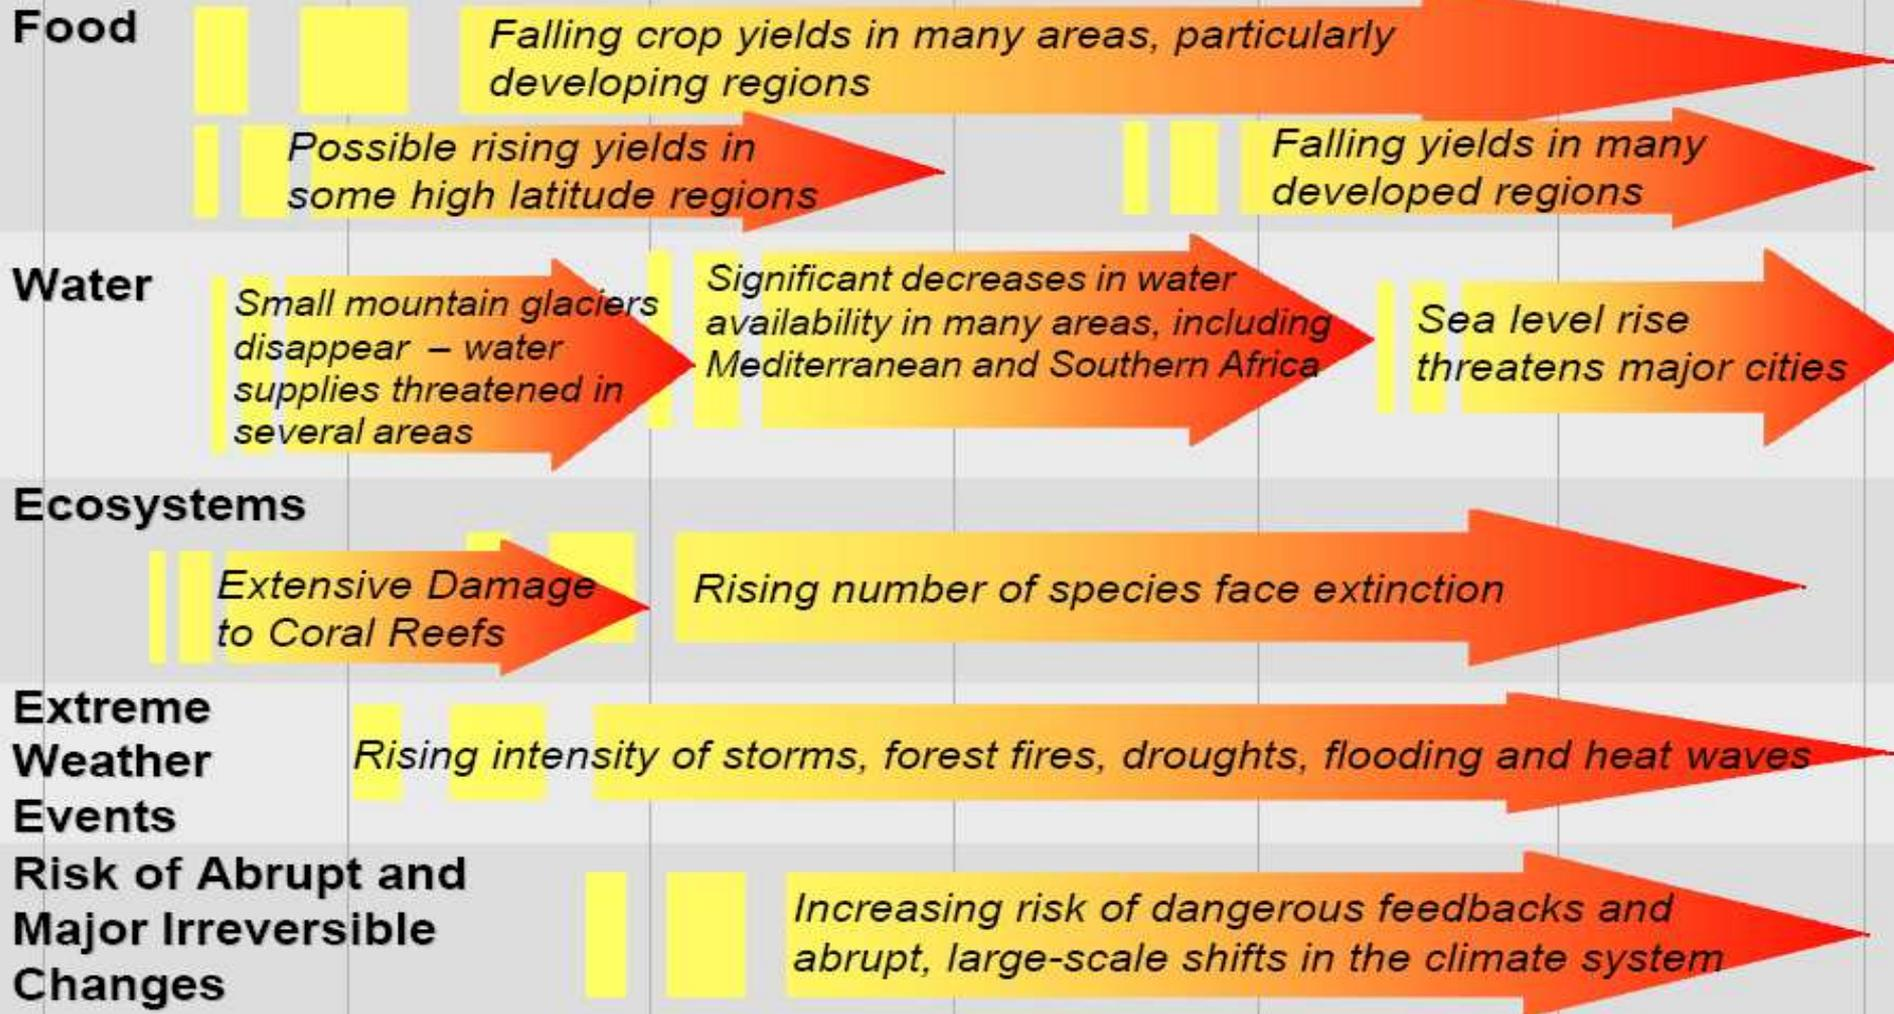 Food
Falling crop yields in many areas, particularly
developing regions
Possible rising yields in
some high latitude regions
Falling yields in many
developed regions
Water
Small mountain glaciers
disappear – water
supplies threatened in
several areas
Significant decreases in water
availability in many areas, including
Mediterranean and Southern Africa
Sea level rise
threatens major cities
Ecosystems
Extensive Damage
to Coral Reefs
Rising number of species face extinction
Extreme
Weather
Events
Rising intensity of storms, forest fires, droughts, flooding and heat waves
Risk of Abrupt and
Major Irreversible
Changes
Increasing risk of dangerous feedbacks and
abrupt, large-scale shifts in the climate system